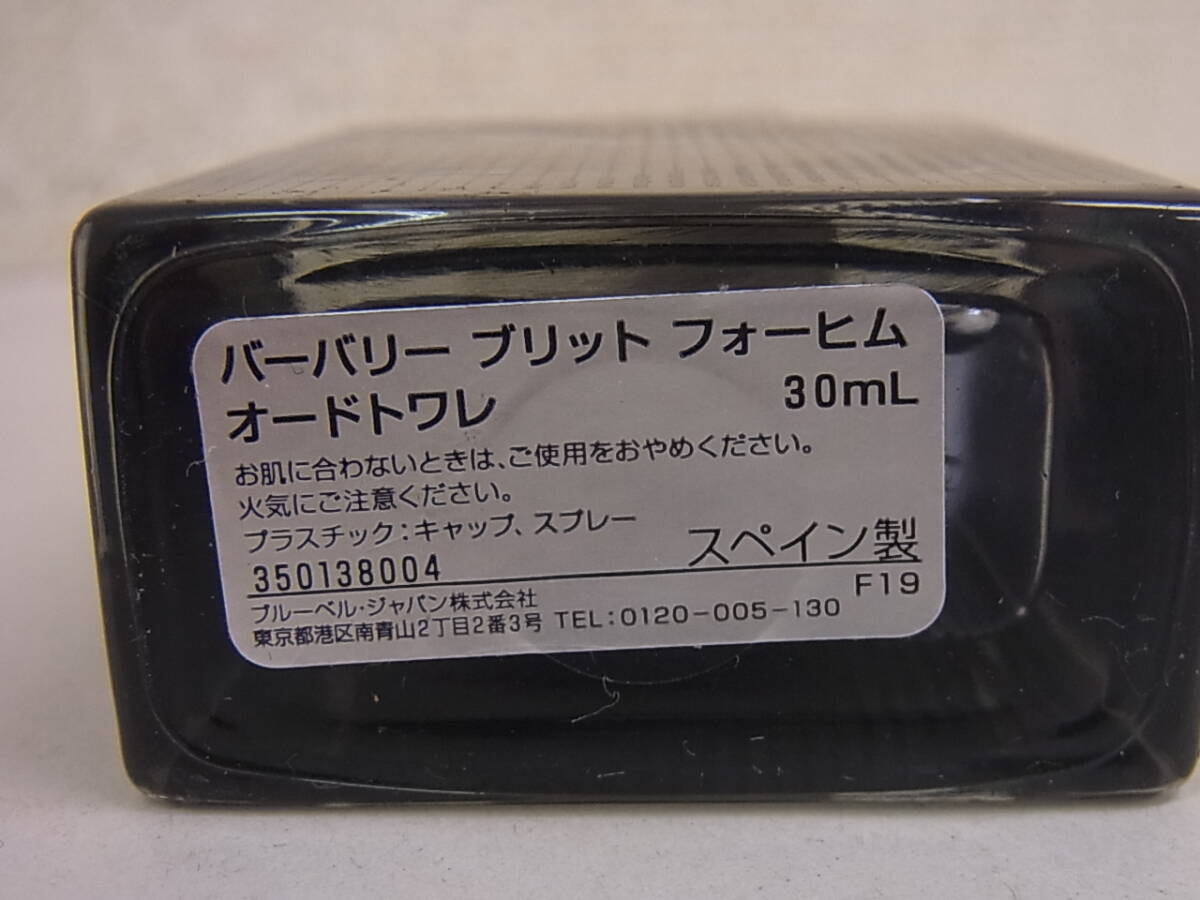 バーバリー ブリット フォーヒム
オードトワレ 30mL
お肌に合わないときは、ご使用をおやめください。
火気にご注意ください。
プラスチック：キャップ、スプレー
350138004 スペイン製
ブルーベル・ジャパン株式会社 F19
東京都港区南青山2丁目2番3号 TEL：0120-005-130